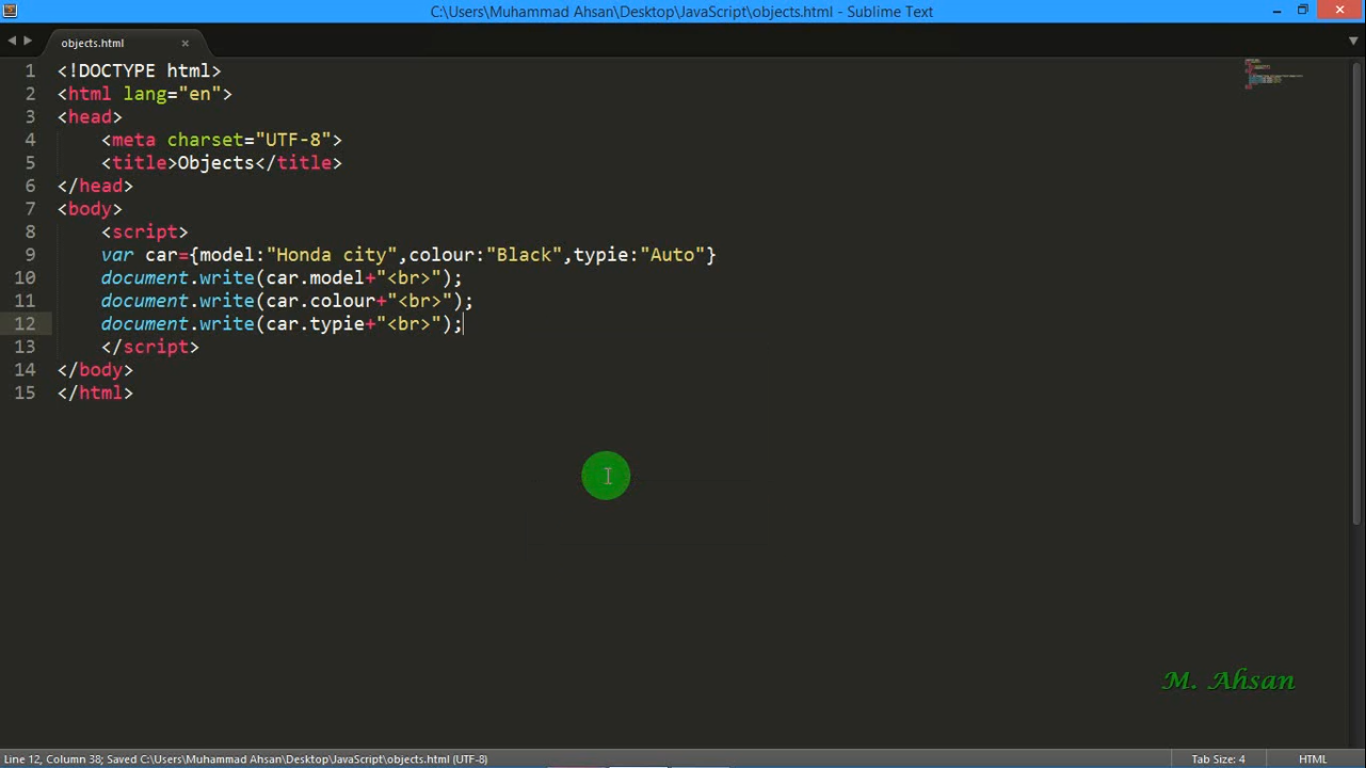 C:\Users\Muhammad Ahsan\Desktop\JavaScript\objects.html - Sublime Text
objects.html
1 <!DOCTYPE html>
2 <html lang="en">
3 <head>
4     <meta charset="UTF-8">
5     <title>Objects</title>
6 </head>
7 <body>
8     <script>
9     var car={model:"Honda city",colour:"Black",typie:"Auto"}
10     document.write(car.model+"<br>");
11     document.write(car.colour+"<br>");
12     document.write(car.typie+"<br>");
13     </script>
14 </body>
15 </html>
M. Ahsan
Line 12, Column 38; Saved C:\Users\Muhammad Ahsan\Desktop\JavaScript\objects.html (UTF-8) Tab Size: 4 HTML